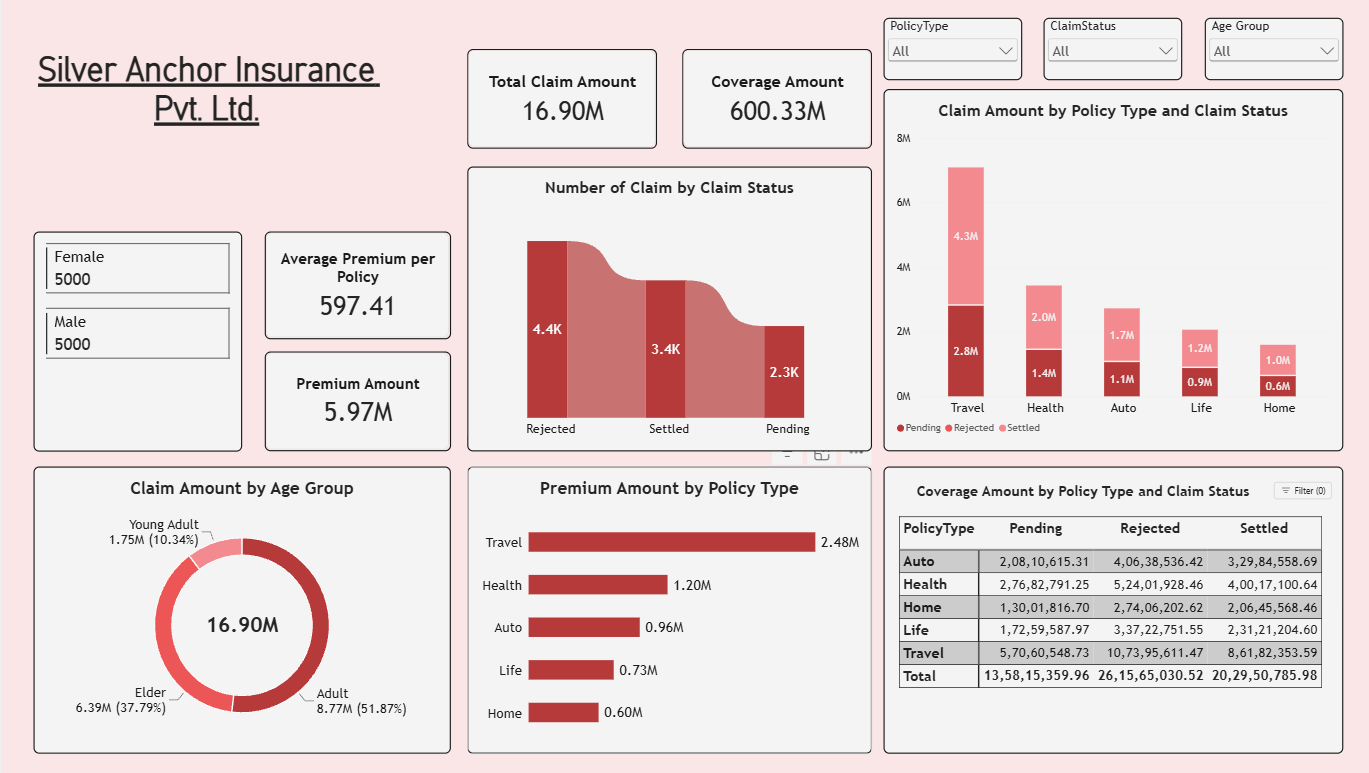 Silver Anchor Insurance
Pvt. Ltd.
Total Claim Amount
16.90M
Coverage Amount
600.33M
PolicyType
All
ClaimStatus
All
Age Group
All
Female
5000
Male
5000
Average Premium per
Policy
597.41
Premium Amount
5.97M
Number of Claim by Claim Status
4.4K
3.4K
2.3K
Rejected Settled Pending
Claim Amount by Policy Type and Claim Status
8M
6M
4M
2M
0M
4.3M
2.8M
2.0M
1.4M
1.7M
1.1M
1.2M
0.9M
1.0M
0.6M
Travel Health Auto Life Home
Pending Rejected Settled
Claim Amount by Age Group
Young Adult
1.75M (10.34%)
16.90M
Elder
6.39M (37.79%)
Adult
8.77M (51.87%)
Premium Amount by Policy Type
Travel 2.48M
Health 1.20M
Auto 0.96M
Life 0.73M
Home 0.60M
Coverage Amount by Policy Type and Claim Status
Filter (0)
PolicyType Pending Rejected Settled
Auto 2,08,10,615.31 4,06,38,536.42 3,29,84,558.69
Health 2,76,82,791.25 5,24,01,928.46 4,00,17,100.64
Home 1,30,01,816.70 2,74,06,202.62 2,06,45,568.46
Life 1,72,59,587.97 3,37,22,751.55 2,31,21,204.60
Travel 5,70,60,548.73 10,73,95,611.47 8,61,82,353.59
Total 13,58,15,359.96 26,15,65,030.52 20,29,50,785.98